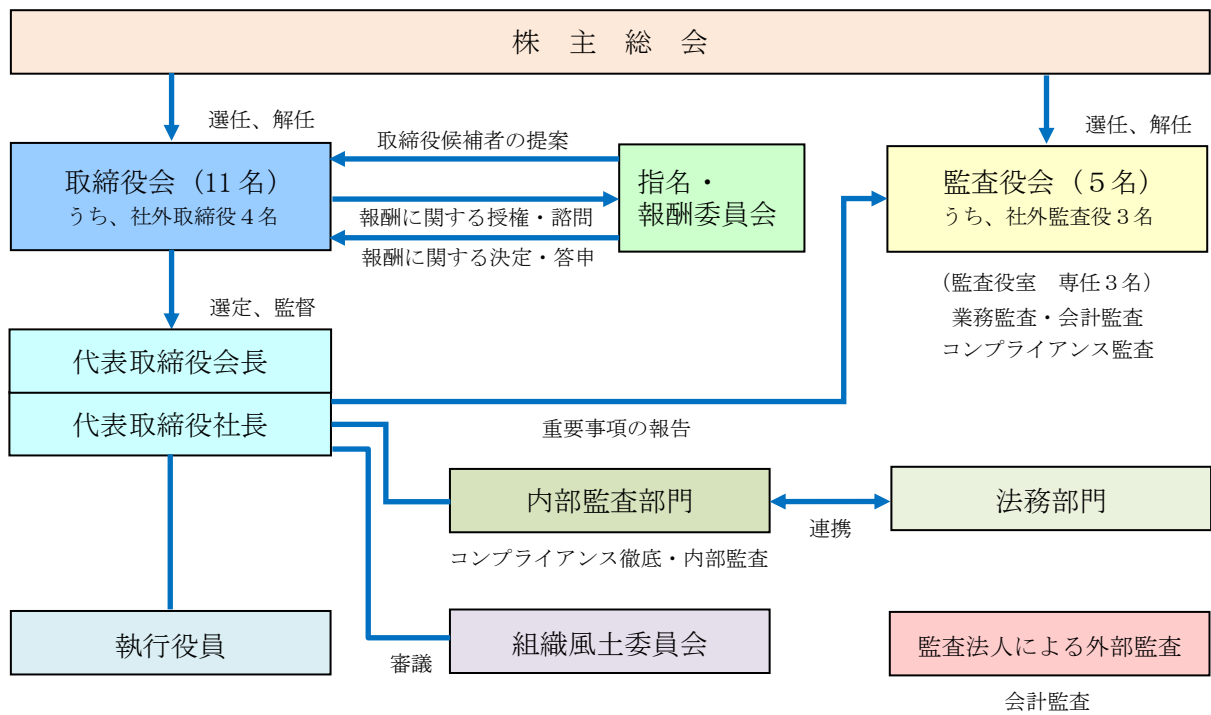 株　主　総　会
選任、解任
選任、解任
取締役候補者の提案
取締役会（11名）
うち、社外取締役４名
指名・
報酬委員会
監査役会（５名）
うち、社外監査役３名
報酬に関する授権・諮問
報酬に関する決定・答申
（監査役室　専任３名）
業務監査・会計監査
コンプライアンス監査
選定、監督
代表取締役会長
代表取締役社長
重要事項の報告
内部監査部門
法務部門
連携
コンプライアンス徹底・内部監査
執行役員
組織風土委員会
審議
監査法人による外部監査
会計監査